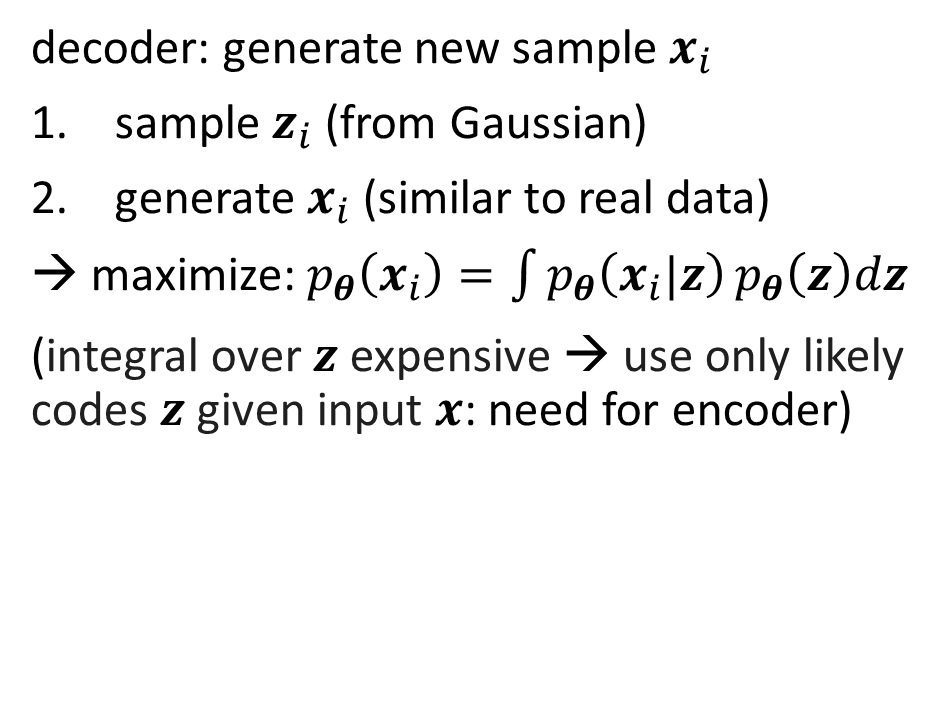 decoder: generate new sample 𝒙ᵢ
1. sample 𝒛ᵢ (from Gaussian)
2. generate 𝒙ᵢ (similar to real data)
→ maximize: 𝑝_𝜽(𝒙ᵢ) = ∫ 𝑝_𝜽(𝒙ᵢ|𝐳) 𝑝_𝜽(𝐳)𝑑𝐳
(integral over 𝒛 expensive → use only likely
codes 𝒛 given input 𝒙: need for encoder)